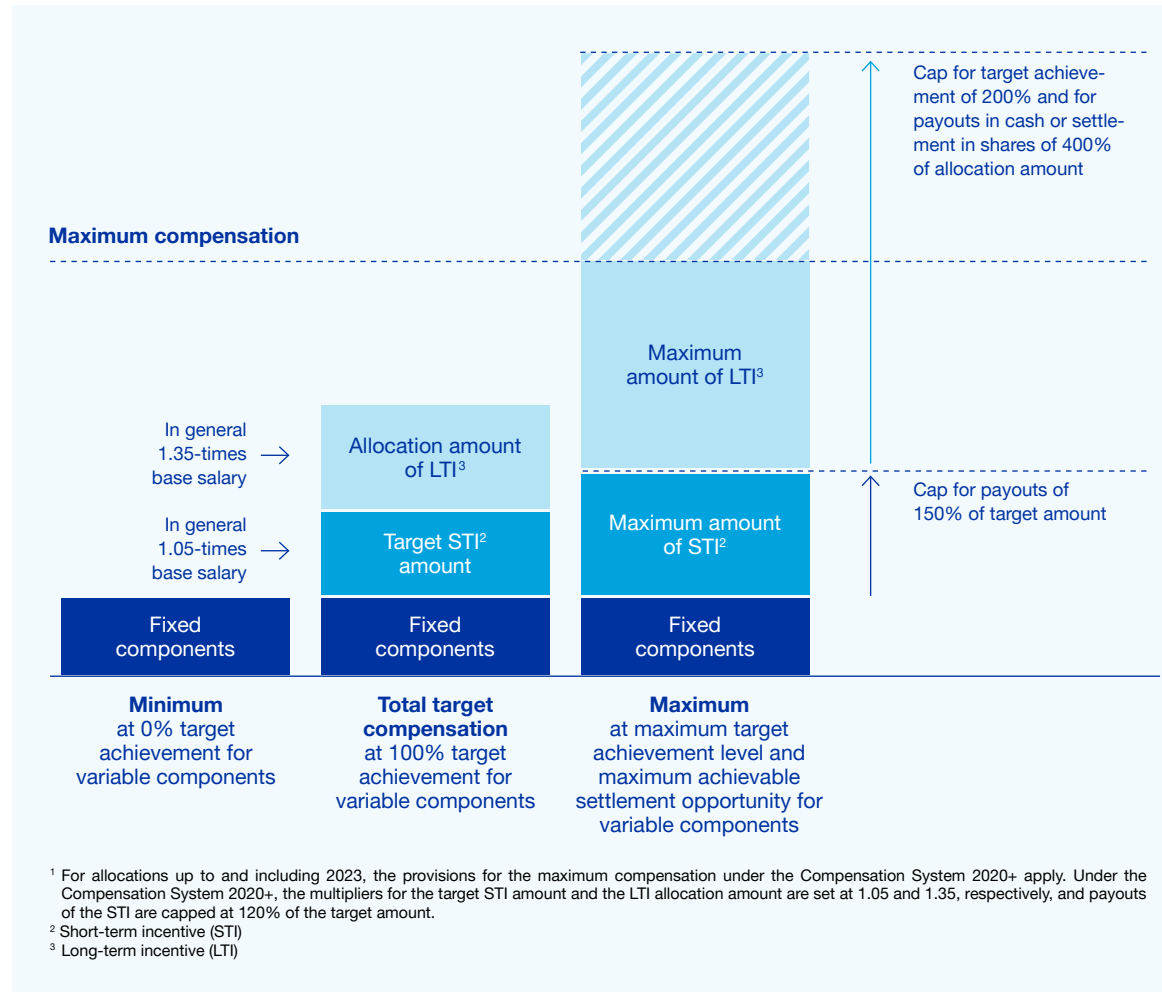 Cap for target achieve-
ment of 200% and for
payouts in cash or settle-
ment in shares of 400%
of allocation amount
Maximum compensation
Maximum
amount of LTI³
In general
1.35-times
base salary
Allocation amount
of LTI³
Cap for payouts of
150% of target amount
In general
1.05-times
base salary
Target STI²
amount
Maximum amount
of STI²
Fixed
components
Fixed
components
Fixed
components
Minimum
at 0% target
achievement for
variable components
Total target
compensation
at 100% target
achievement for
variable components
Maximum
at maximum target
achievement level and
maximum achievable
settlement opportunity for
variable components
¹ For allocations up to and including 2023, the provisions for the maximum compensation under the Compensation System 2020+ apply. Under the
Compensation System 2020+, the multipliers for the target STI amount and the LTI allocation amount are set at 1.05 and 1.35, respectively, and payouts
of the STI are capped at 120% of the target amount.
² Short-term incentive (STI)
³ Long-term incentive (LTI)